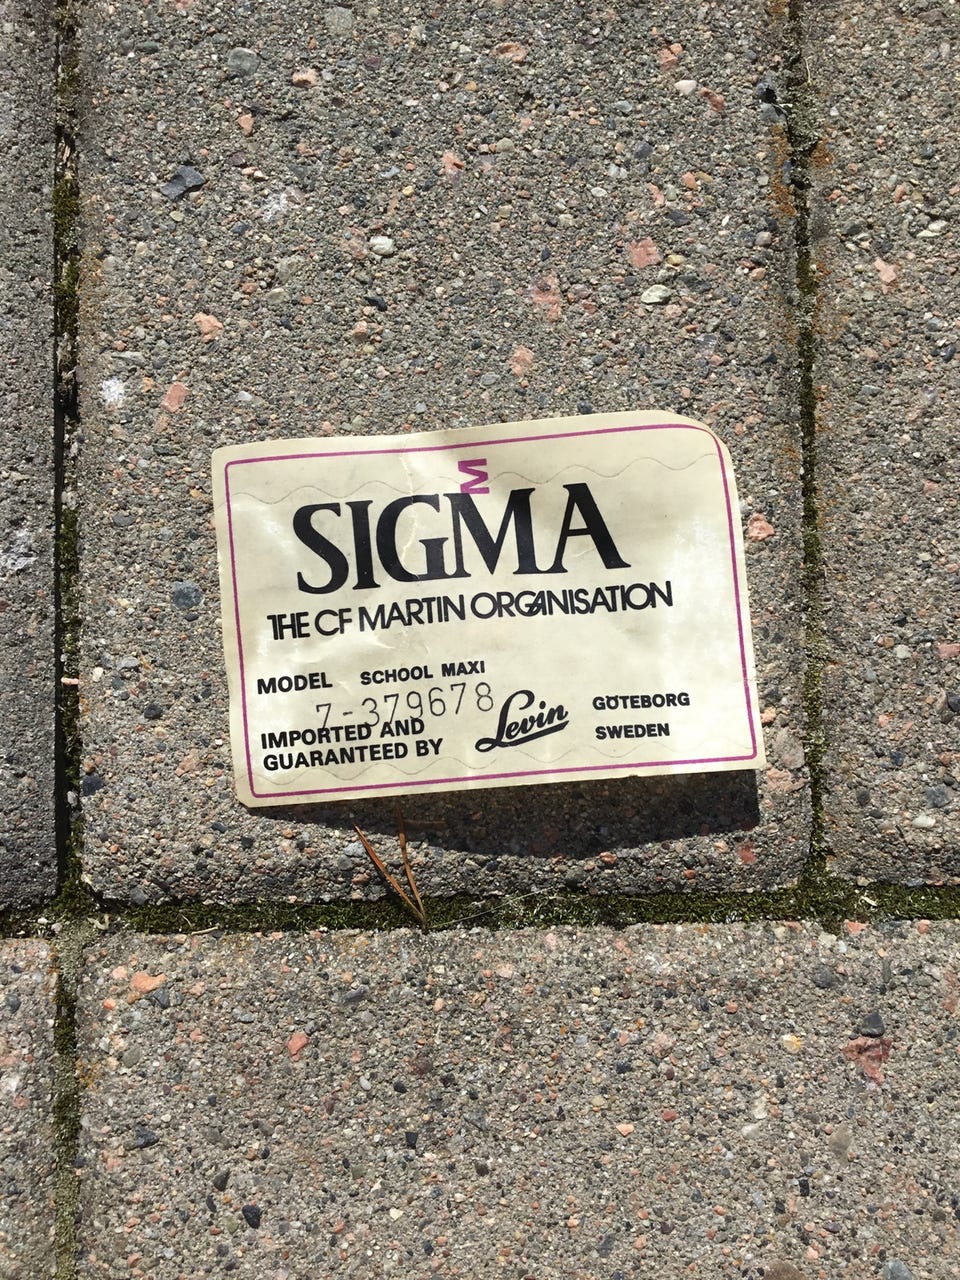 M
SIGMA
THE CF MARTIN ORGANISATION
MODEL SCHOOL MAXI
7-379678
IMPORTED AND
GUARANTEED BY
Levin
GÖTEBORG
SWEDEN